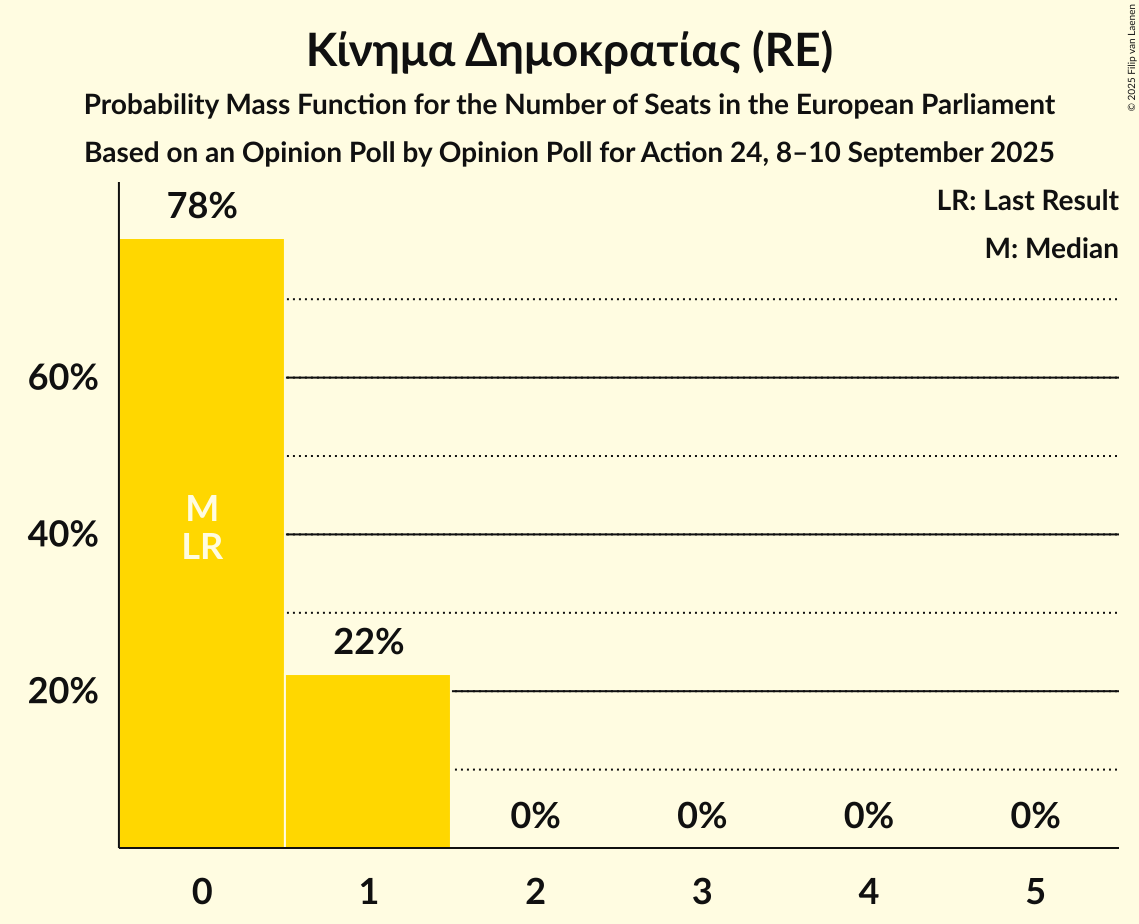 Κίνημα Δημοκρατίας (RE)
Probability Mass Function for the Number of Seats in the European Parliament
Based on an Opinion Poll by Opinion Poll for Action 24, 8–10 September 2025
© 2025 Filip van Laenen
LR: Last Result
M: Median
78%
60%
M
40%
LR
22%
20%
0% 0% 0% 0%
0 1 2 3 4 5